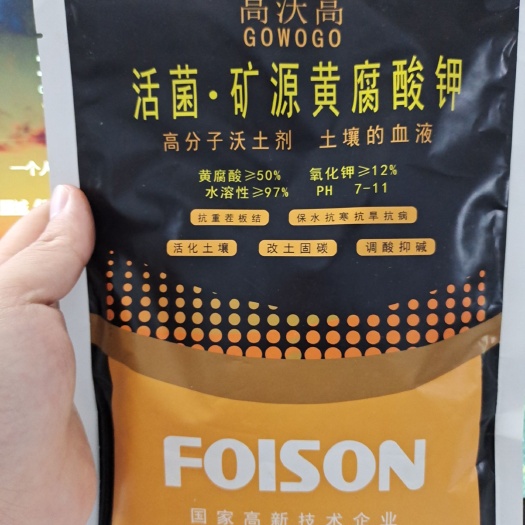 高沃高
GOWOGO
活菌·矿源黄腐酸钾
高分子沃土剂 土壤的血液
黄腐酸≥50% 氧化钾≥12%
水溶性≥97% PH 7-11
抗重茬板结 保水抗寒抗旱抗病
活化土壤 改土固碳 调酸抑碱
FOISON
国家高新技术企业
一个人